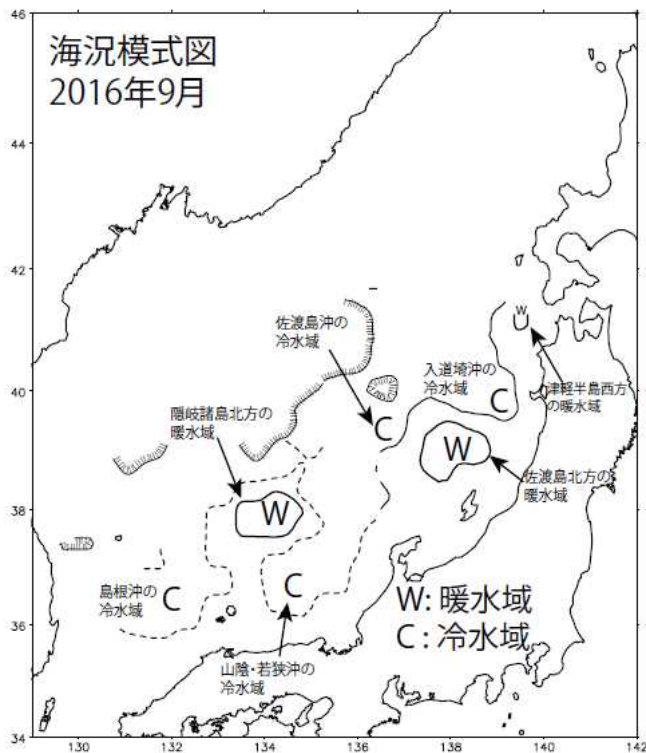 海況模式図
2016年9月
46
44
42
40
38
36
34
佐渡島沖の
冷水域
入道埼沖の
冷水域
W
津軽半島西方
の暖水域
隠岐諸島北方の
暖水域
C
C
W
佐渡島北方の
暖水域
W
島根沖の
冷水域
C
C
山陰・若狭沖の
冷水域
W: 暖水域
C: 冷水域
130
132
134
136
138
140
142